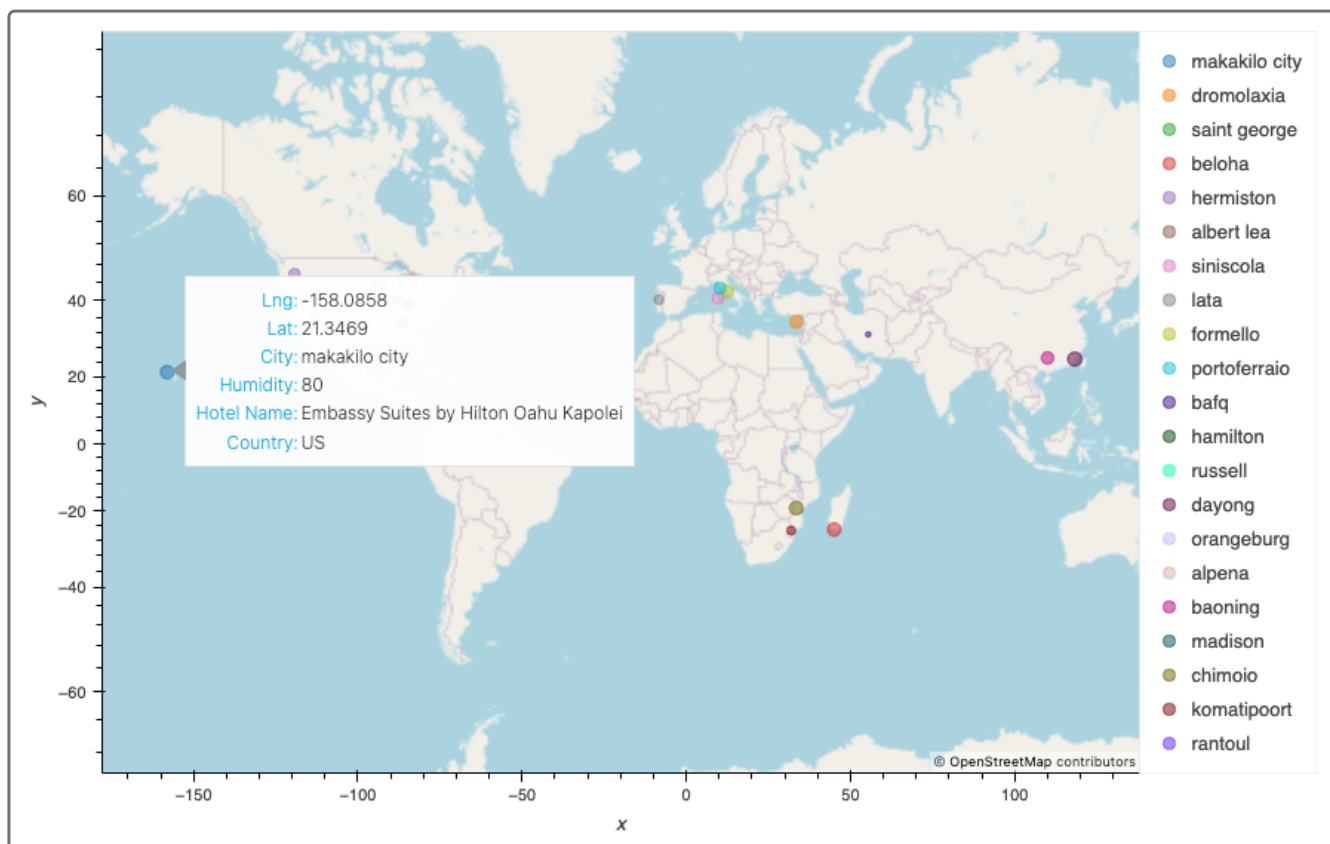 makakilo city
dromolaxia
saint george
beloha
hermiston
albert lea
siniscola
lata
formello
portoferraio
bafq
hamilton
russell
dayong
orangeburg
alpena
baoning
madison
chimoio
komatipoort
rantoul
60
40
20
0
−20
−40
−60
y
Lng: -158.0858
Lat: 21.3469
City: makakilo city
Humidity: 80
Hotel Name: Embassy Suites by Hilton Oahu Kapolei
Country: US
© OpenStreetMap contributors
−150 −100 −50 0 50 100
x